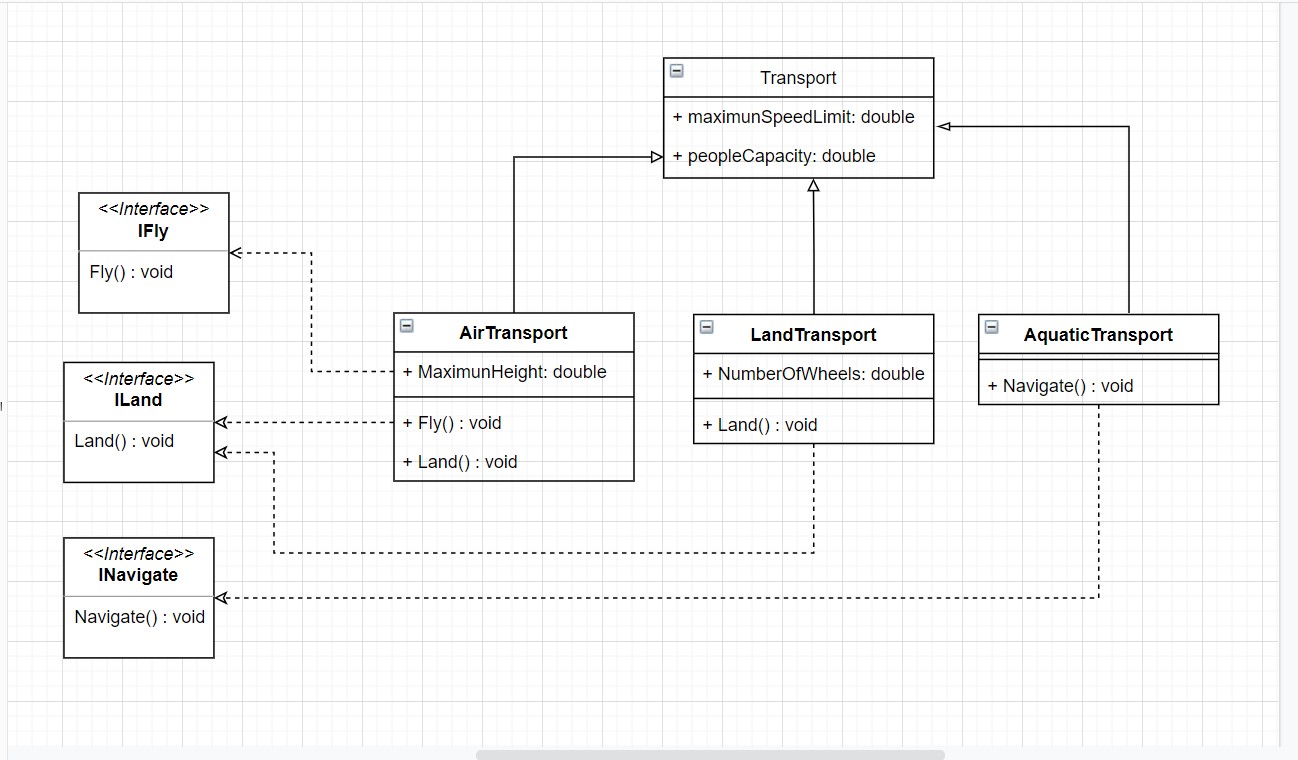 Transport
+ maximunSpeedLimit: double
+ peopleCapacity: double
<<Interface>>
IFly
Fly() : void
<<Interface>>
ILand
Land() : void
<<Interface>>
INavigate
Navigate() : void
AirTransport
+ MaximunHeight: double
+ Fly() : void
+ Land() : void
LandTransport
+ NumberOfWheels: double
+ Land() : void
AquaticTransport
+ Navigate() : void